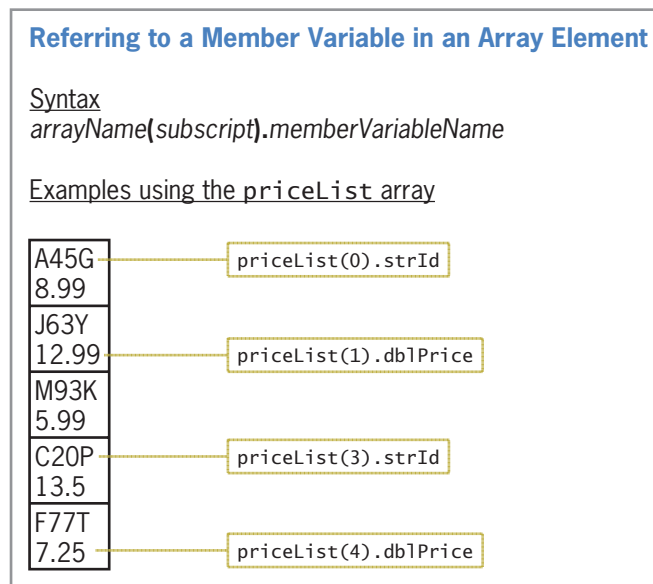 Referring to a Member Variable in an Array Element
Syntax
arrayName(subscript).memberVariableName
Examples using the priceList array
A45G
priceList(0).strId
8.99
J63Y
12.99
priceList(1).dblPrice
M93K
5.99
C20P
priceList(3).strId
13.5
F77T
7.25
priceList(4).dblPrice